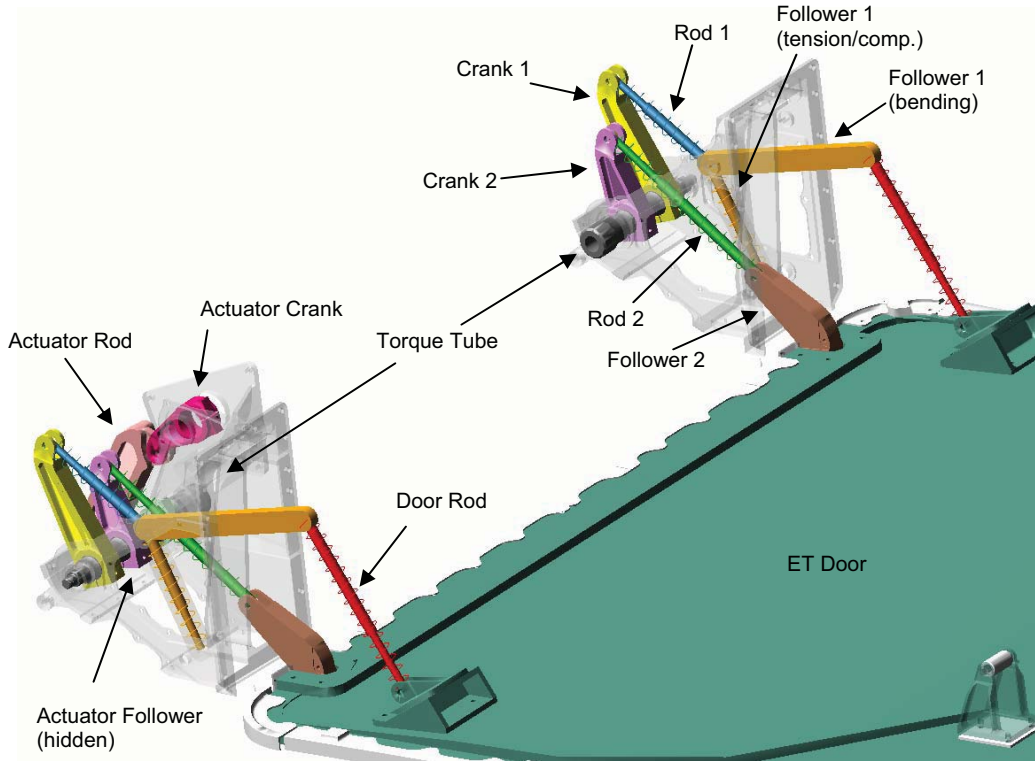 Follower 1
(tension/comp.)
Rod 1
Crank 1
Follower 1
(bending)
Crank 2
Actuator Crank
Rod 2
Actuator Rod
Torque Tube
Follower 2
Door Rod
ET Door
Actuator Follower
(hidden)